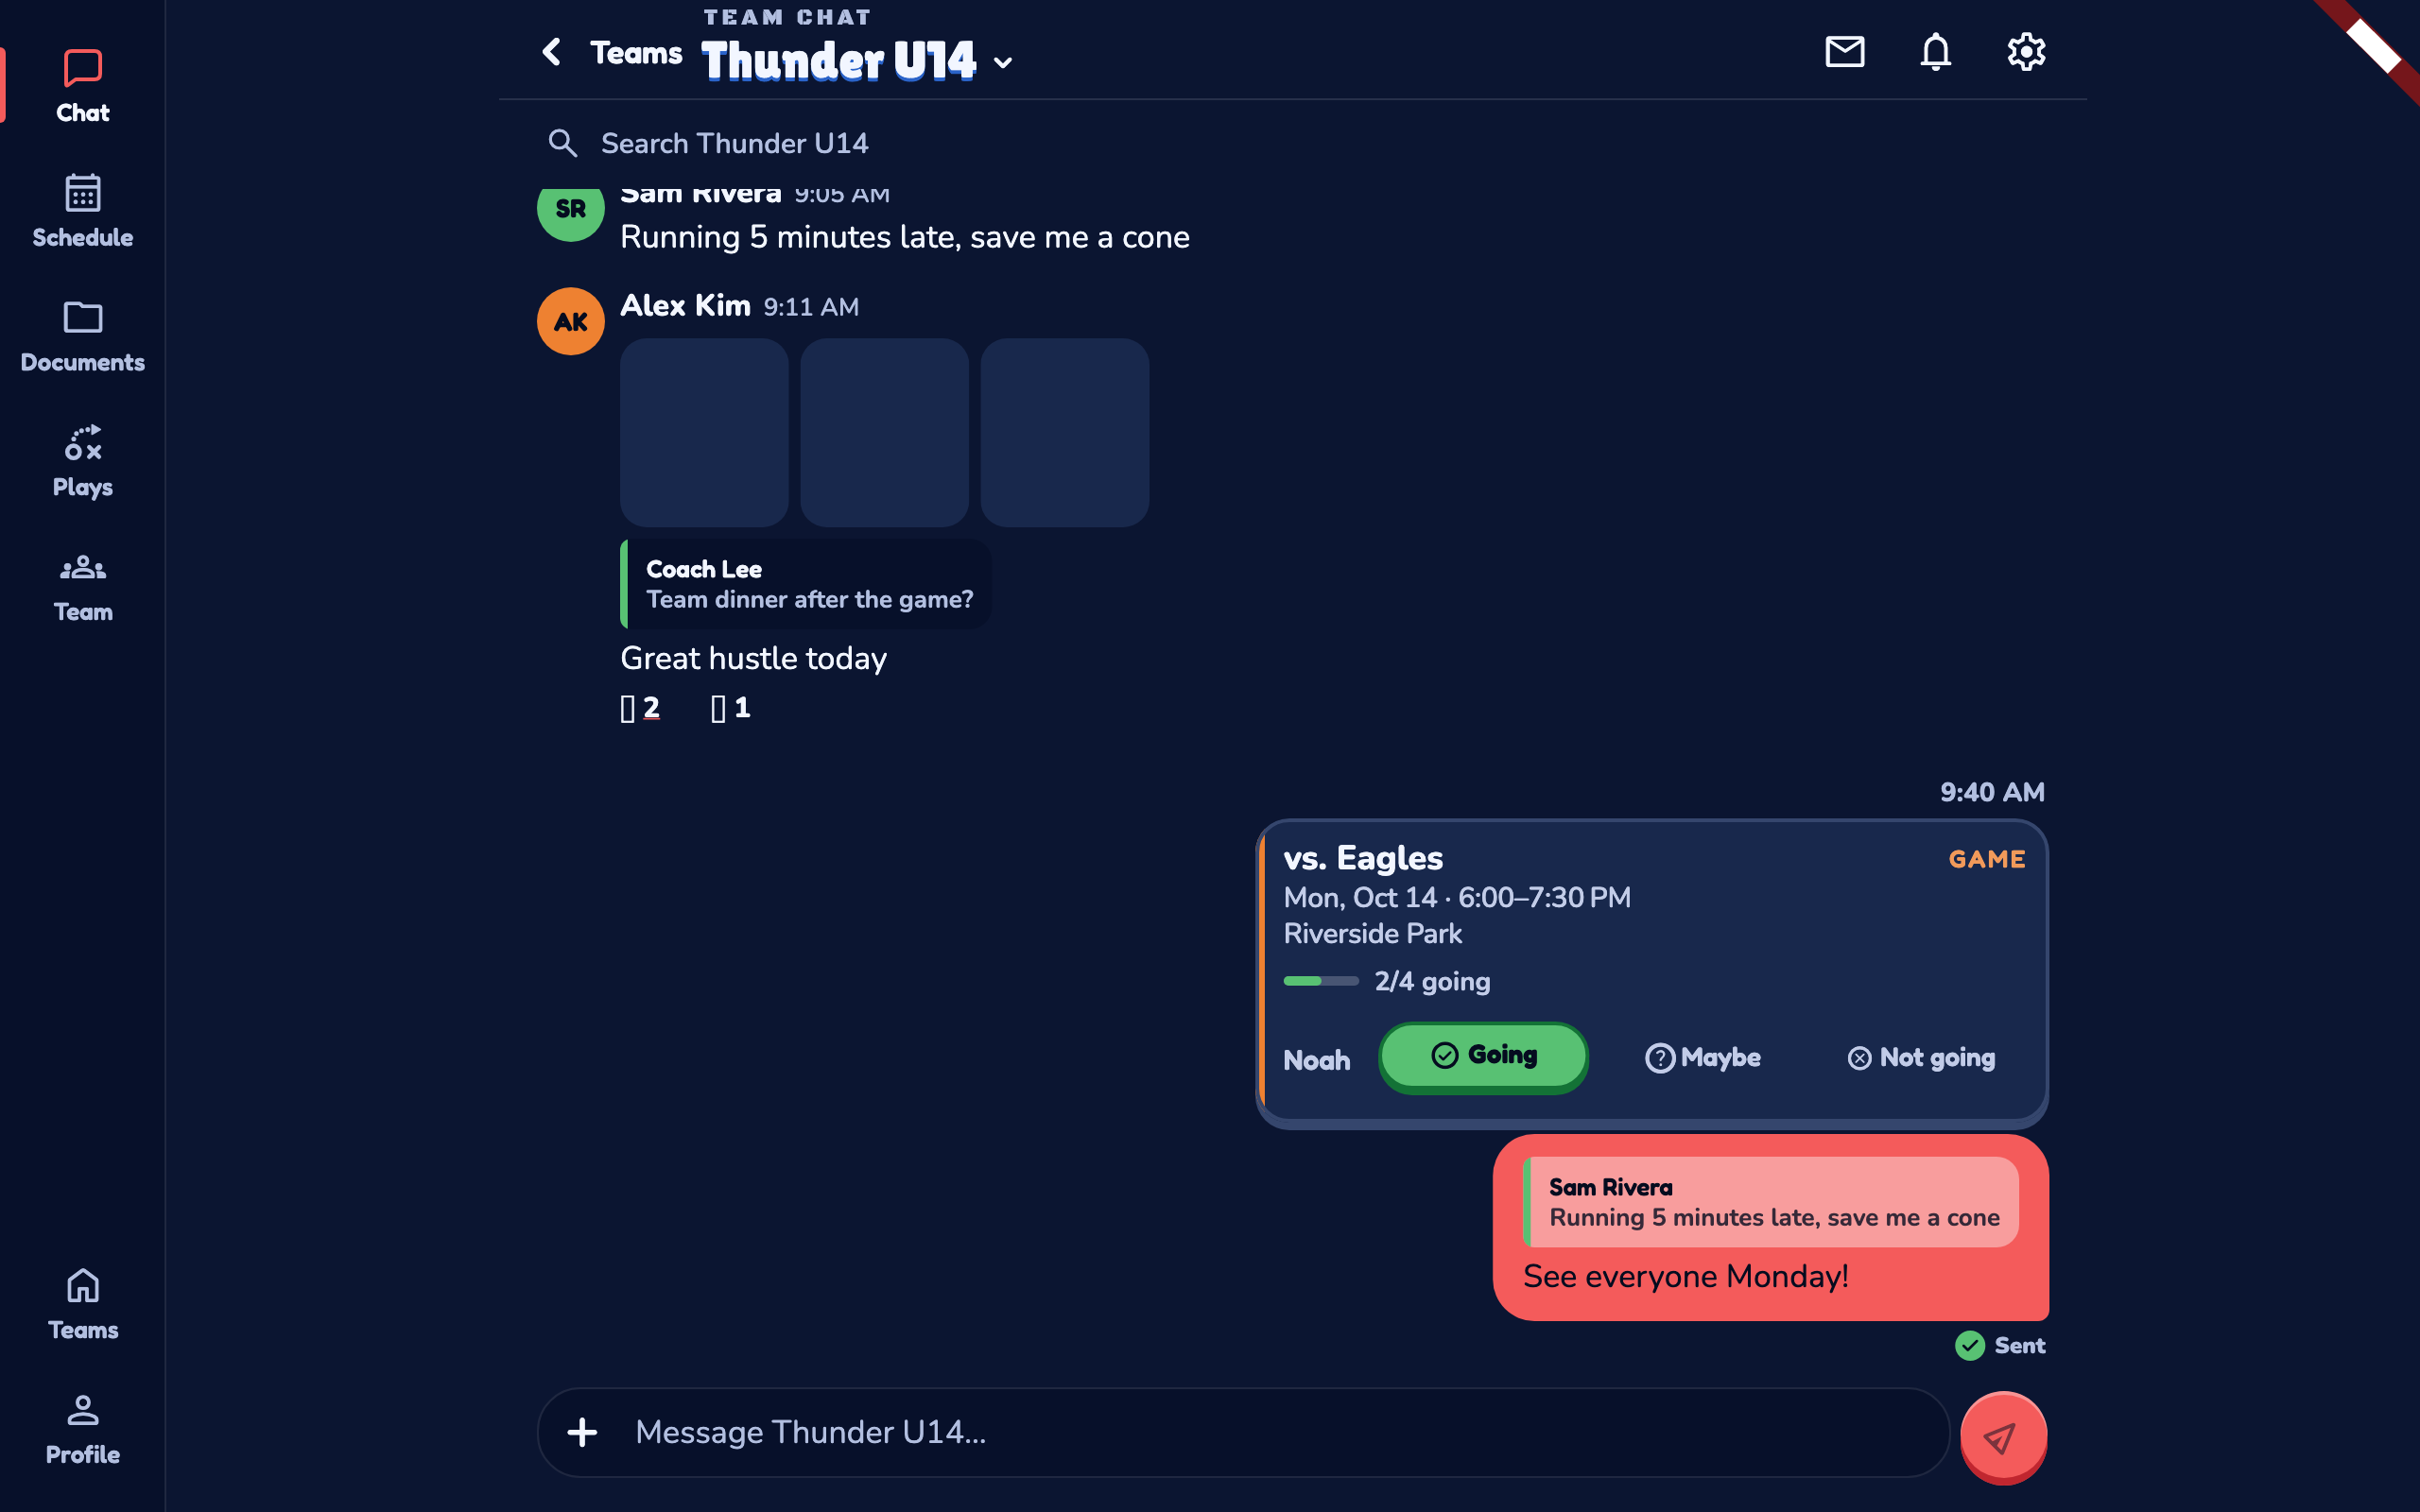 TEAM CHAT
Teams
Thunder U14
Search Thunder U14
Chat
Schedule
Documents
Plays
Team
Teams
Profile
Sam Rivera 9:05 AM
SR
Running 5 minutes late, save me a cone
Alex Kim 9:11 AM
AK
Coach Lee
Team dinner after the game?
Great hustle today
2 1
9:40 AM
vs. Eagles GAME
Mon, Oct 14 · 6:00–7:30 PM
Riverside Park
2/4 going
Noah Going Maybe Not going
Sam Rivera
Running 5 minutes late, save me a cone
See everyone Monday!
Sent
Message Thunder U14...